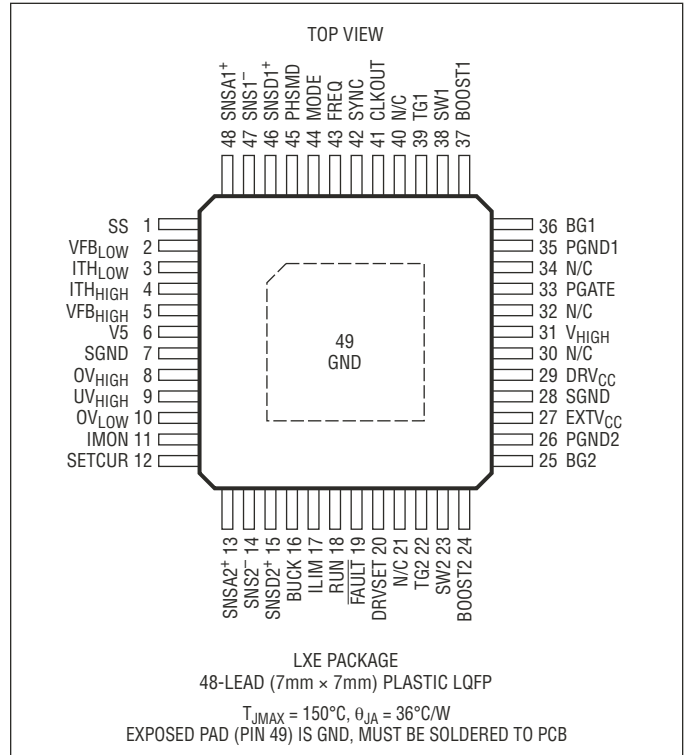 TOP VIEW
48 SNSA1+
47 SNS1–
46 SNSD1+
45 PHSMD
44 MODE
43 FREQ
42 SYNC
41 CLKOUT
40 N/C
39 TG1
38 SW1
37 BOOST1
SS 1
VFBLOW 2
ITHLOW 3
ITHHIGH 4
VFBHIGH 5
V5 6
SGND 7
OVHIGH 8
UVHIGH 9
OVLOW 10
IMON 11
SETCUR 12
36 BG1
35 PGND1
34 N/C
33 PGATE
32 N/C
31 VHIGH
30 N/C
29 DRVCC
28 SGND
27 EXTVCC
26 PGND2
25 BG2
49
GND
SNSA2+ 13
SNS2– 14
SNSD2+ 15
BUCK 16
ILIM 17
RUN 18
FAULT 19
DRVSET 20
N/C 21
TG2 22
SW2 23
BOOST2 24
LXE PACKAGE
48-LEAD (7mm × 7mm) PLASTIC LQFP
TJMAX = 150°C, θJA = 36°C/W
EXPOSED PAD (PIN 49) IS GND, MUST BE SOLDERED TO PCB